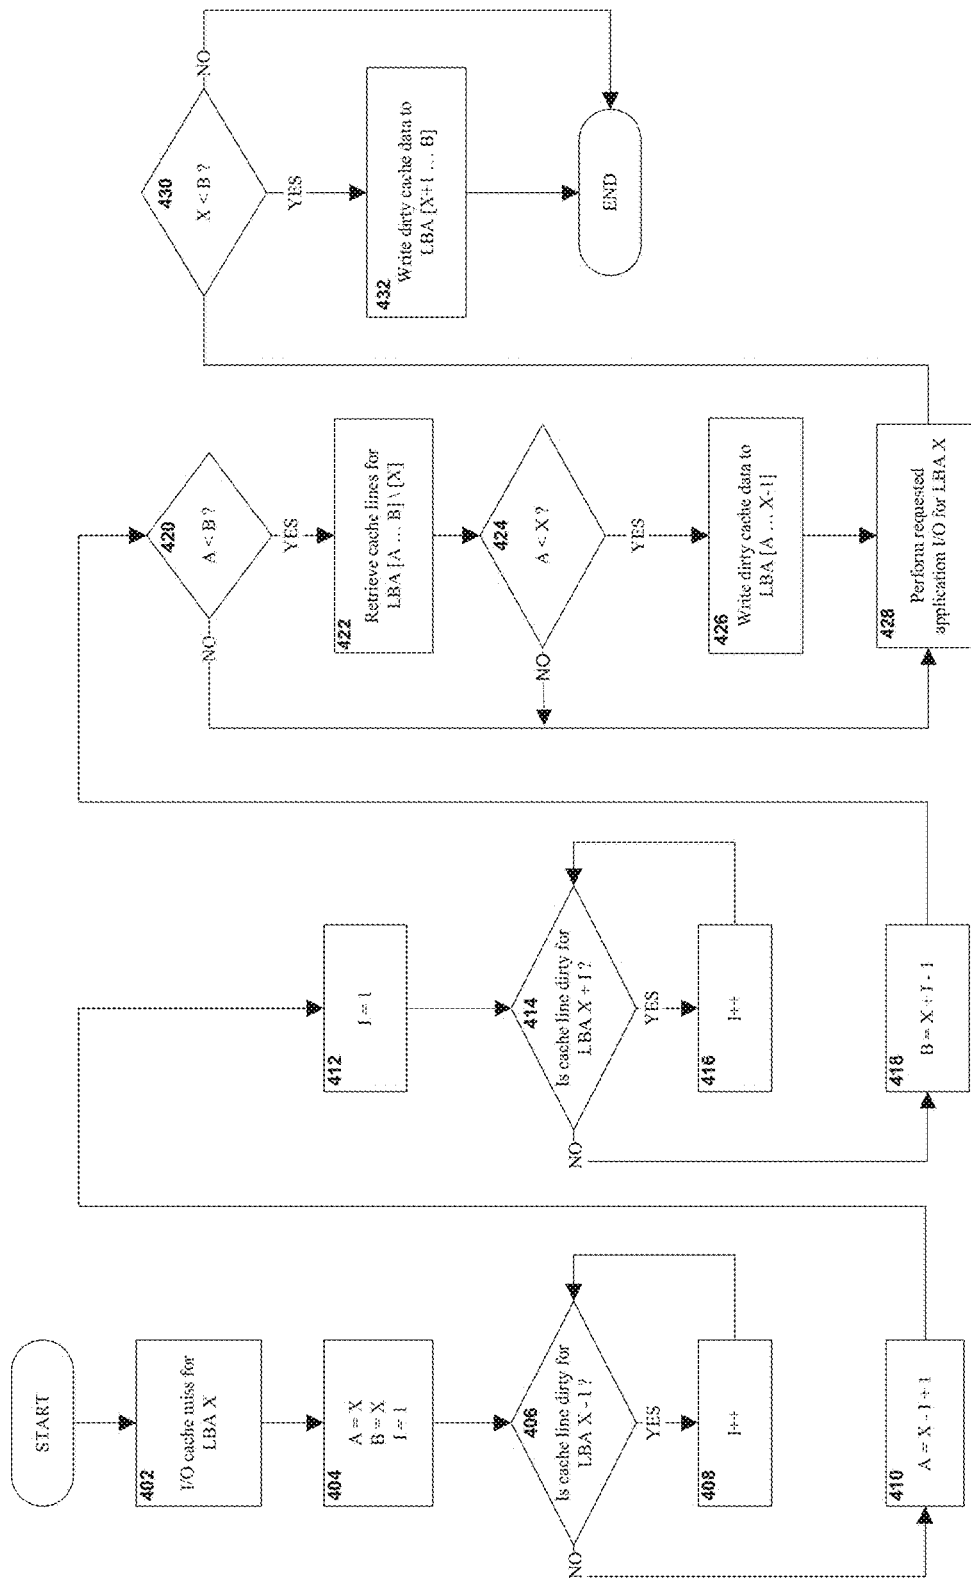 START
402
I/O cache miss for
LBA X
404
A = X
B = X
I = 1
406
Is cache line dirty for
LBA X - I ?
NO
YES
408
I++
410
A = X - I + 1
412
I = 1
414
Is cache line dirty for
LBA X + I ?
NO
YES
416
I++
418
B = X + I - 1
420
A < B ?
NO
YES
422
Retrieve cache lines for
LBA [A ... B] \ [X]
424
A < X ?
NO
YES
426
Write dirty cache data to
LBA [A ... X-1]
428
Perform requested
application I/O for LBA X
430
X < B ?
NO
YES
432
Write dirty cache data to
LBA [X+1 ... B]
END